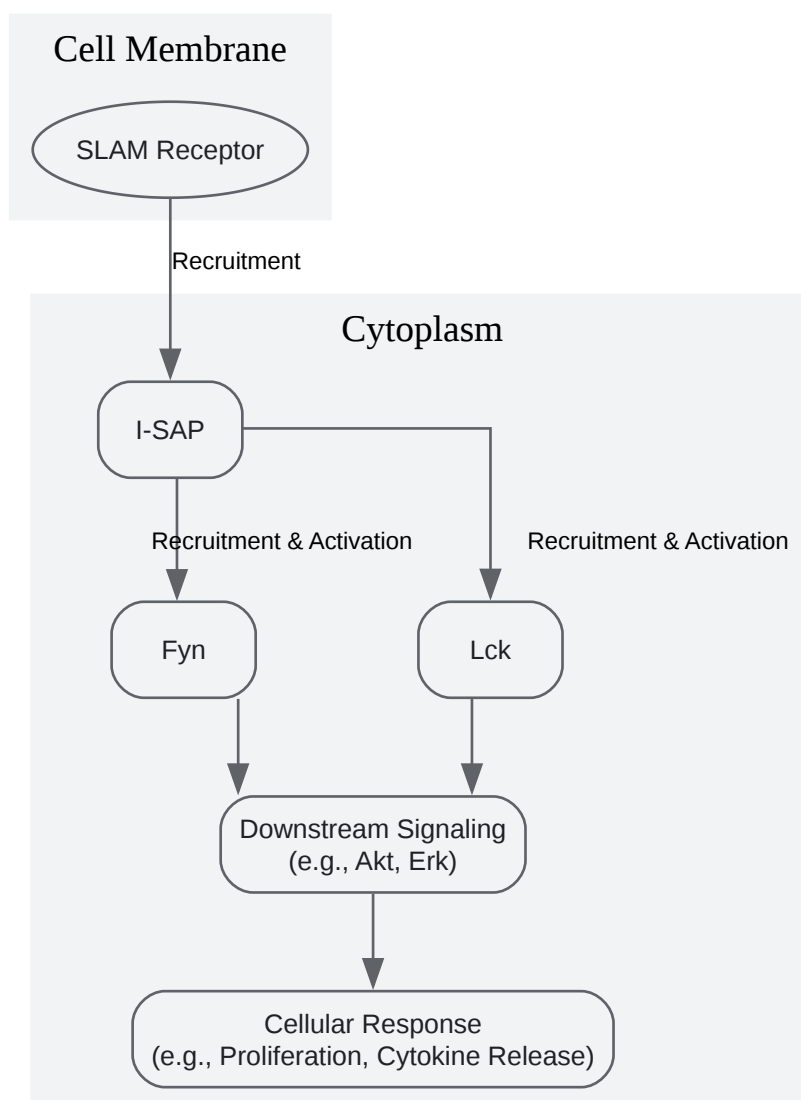 Cell Membrane
SLAM Receptor
Recruitment
Cytoplasm
I-SAP
Recruitment & Activation
Recruitment & Activation
Fyn
Lck
Downstream Signaling
(e.g., Akt, Erk)
Cellular Response
(e.g., Proliferation, Cytokine Release)